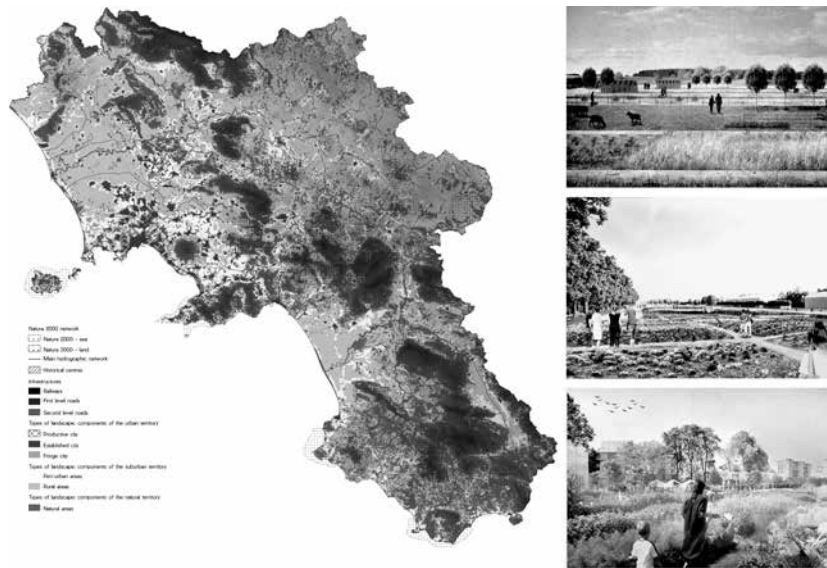 Natura 2000 network
Natura 2000 - sea
Natura 2000 - land
Main hydrographic network
Historical centres
Infrastructures
Railways
First level roads
Second level roads
Types of landscape: components of the urban territory
Productive city
Established city
Fringe city
Types of landscape: components of the suburban territory
Peri-urban areas
Rural areas
Types of landscape: components of the natural territory
Natural areas